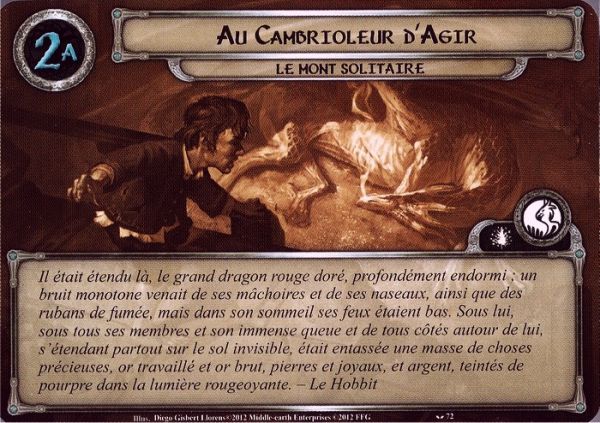 2A
AU CAMBRIOLEUR D'AGIR
LE MONT SOLITAIRE
Il était étendu là, le grand dragon rouge doré, profondément endormi ; un
bruit monotone venait de ses mâchoires et de ses naseaux, ainsi que des
rubans de fumée, mais dans son sommeil ses feux étaient bas. Sous lui,
sous tous ses membres et son immense queue et de tous côtés autour de lui,
s'étendant partout sur le sol invisible, était entassée une masse de choses
précieuses, or travaillé et or brut, pierres et joyaux, et argent, teintés de
pourpre dans la lumière rougeoyante. – Le Hobbit
Illus. Diego Gisbert Llorens ©2012 Middle-earth Enterprises ©2012 FFG 72